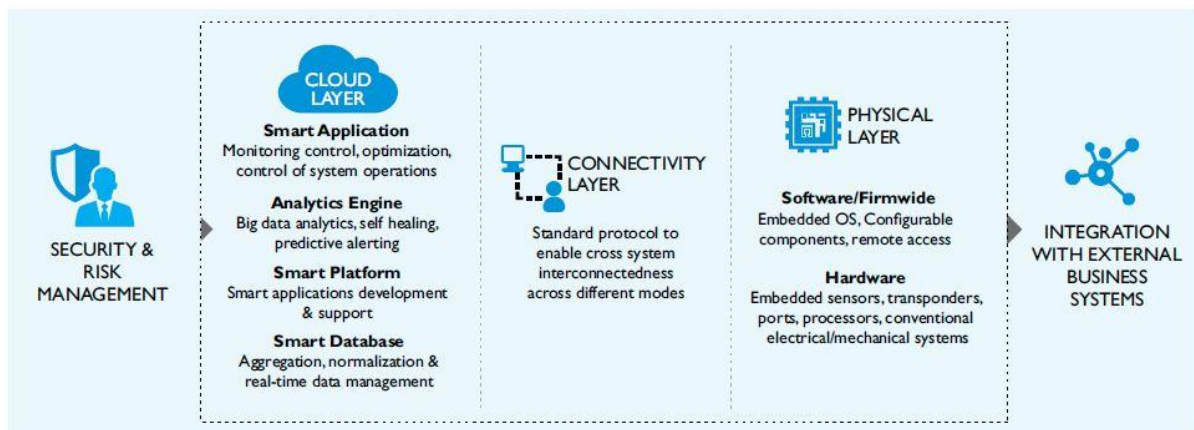 SECURITY &
RISK
MANAGEMENT
CLOUD
LAYER
Smart Application
Monitoring control, optimization,
control of system operations
Analytics Engine
Big data analytics, self healing,
predictive alerting
Smart Platform
Smart applications development
& support
Smart Database
Aggregation, normalization &
real-time data management
CONNECTIVITY
LAYER
Standard protocol to
enable cross system
interconnectedness
across different modes
PHYSICAL
LAYER
Software/Firmwide
Embedded OS, Configurable
components, remote access
Hardware
Embedded sensors, transponders,
ports, processors, conventional
electrical/mechanical systems
INTEGRATION
WITH EXTERNAL
BUSINESS
SYSTEMS